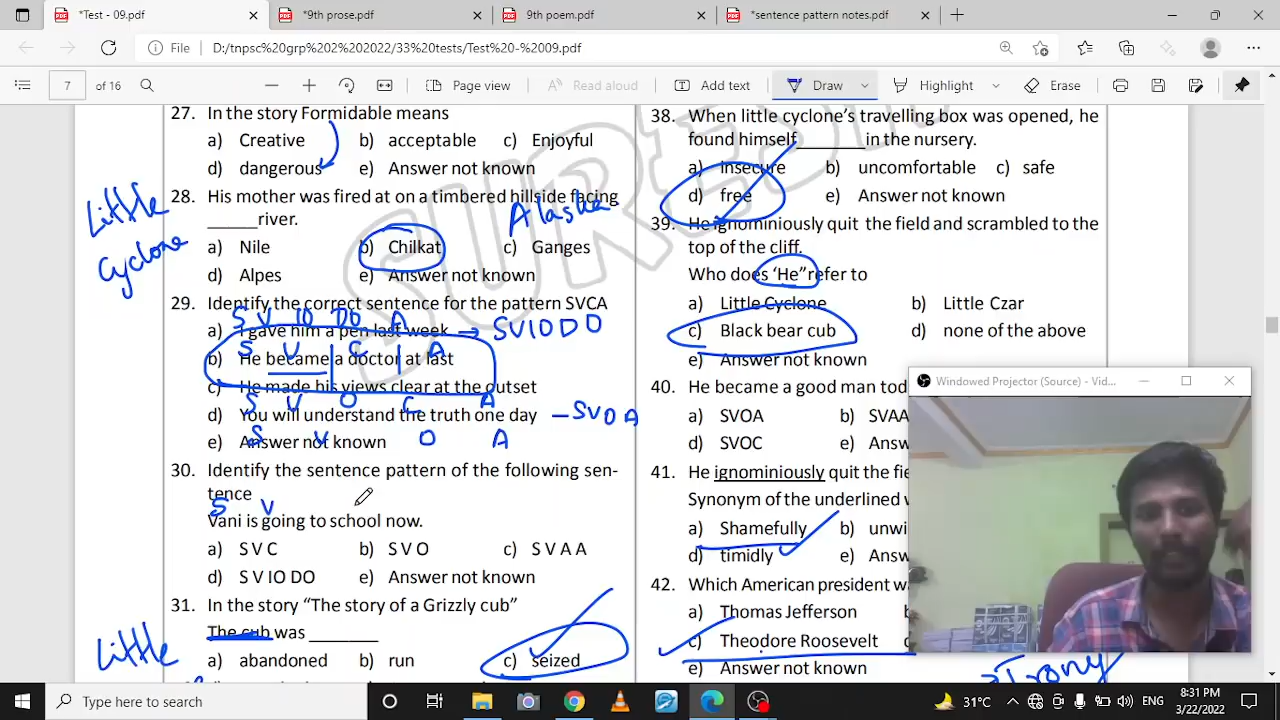 *Test - 09.pdf
*9th prose.pdf
9th poem.pdf
*sentence pattern notes.pdf
File
D:/tnpsc%20grp%202%202022/33%20tests/Test%20-%2009.pdf
7 of 16
Page view
Read aloud
Add text
Draw
Highlight
Erase
SURESH
27. In the story Formidable means
a) Creative b) acceptable c) Enjoyful
d) dangerous e) Answer not known
Little
Cyclone
28. His mother was fired at on a timbered hillside facing
_____river.
Alaska
a) Nile b) Chilkat c) Ganges
d) Alpes e) Answer not known
29. Identify the correct sentence for the pattern SVCA
S V IO DO A
a) I gave him a pen last week → SVIODO
S V C A
b) He became a doctor at last
c) He made his views clear at the outset
S V O C A
d) You will understand the truth one day – SVOA
S V O A
e) Answer not known
30. Identify the sentence pattern of the following sen-
tence
S V
Vani is going to school now.
a) S V C b) S V O c) S V A A
d) S V IO DO e) Answer not known
31. In the story “The story of a Grizzly cub”
The cub was _______
Little
a) abandoned b) run c) seized
38. When little cyclone’s travelling box was opened, he
found himself_______in the nursery.
a) insecure b) uncomfortable c) safe
d) free e) Answer not known
39. He ignominiously quit the field and scrambled to the
top of the cliff.
Who does ‘He” refer to
a) Little Cyclone b) Little Czar
c) Black bear cub d) none of the above
e) Answer not known
40. He became a good man tod
a) SVOA b) SVAA
d) SVOC e) Answ
41. He ignominiously quit the fie
Synonym of the underlined w
a) Shamefully b) unwi
d) timidly e) Answ
42. Which American president wa
a) Thomas Jefferson b
c) Theodore Roosevelt
e) Answer not known
Irony
Windowed Projector (Source) - Vid...
Type here to search
31°C
ENG
8:31 PM
3/22/2022